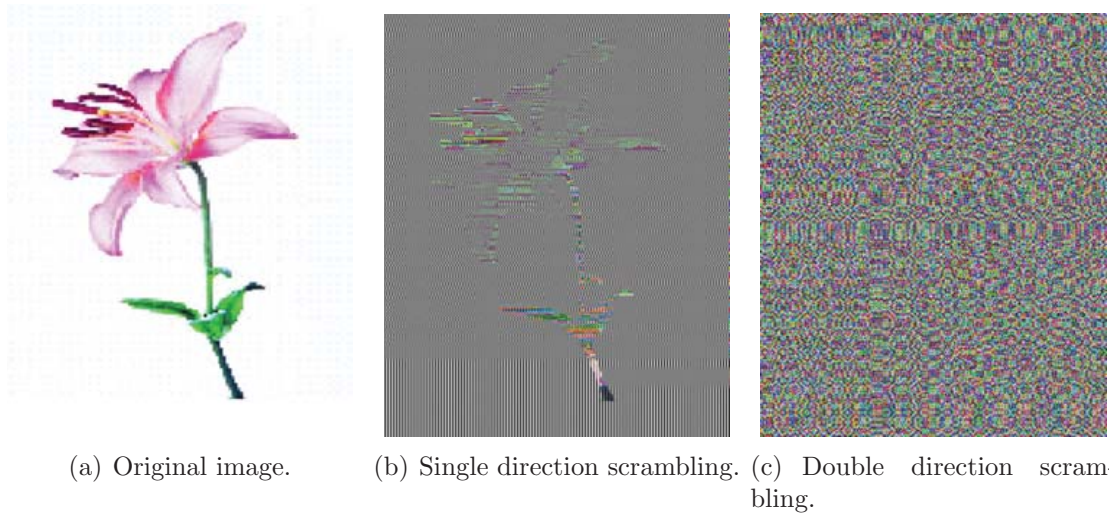 (a) Original image.
(b) Single direction scrambling.
(c) Double direction scram-
bling.